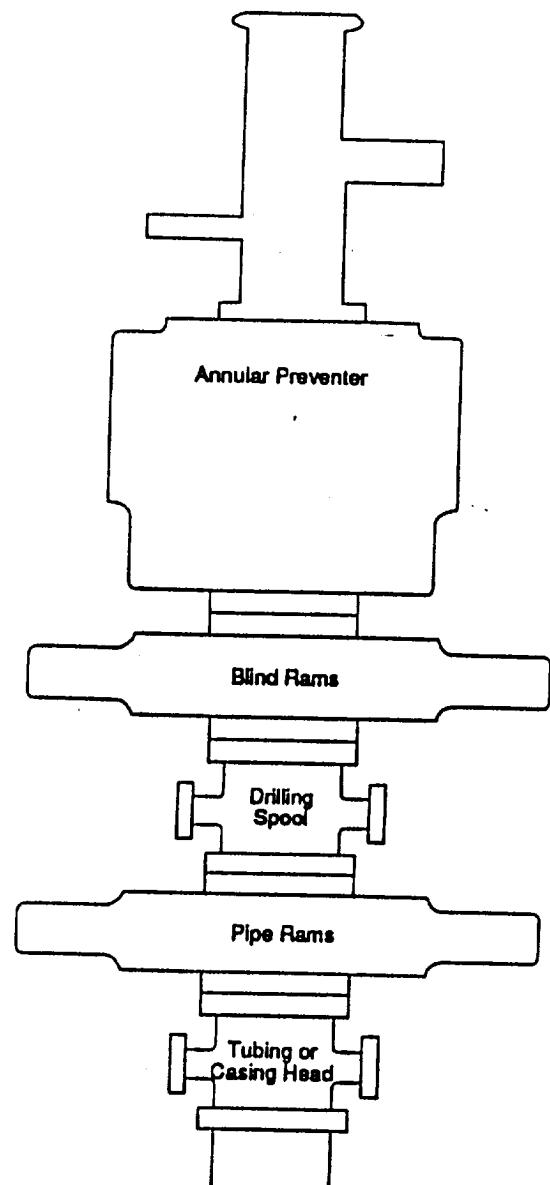 Annular Preventer
Blind Rams
Drilling
Spool
Pipe Rams
Tubing or
Casing Head